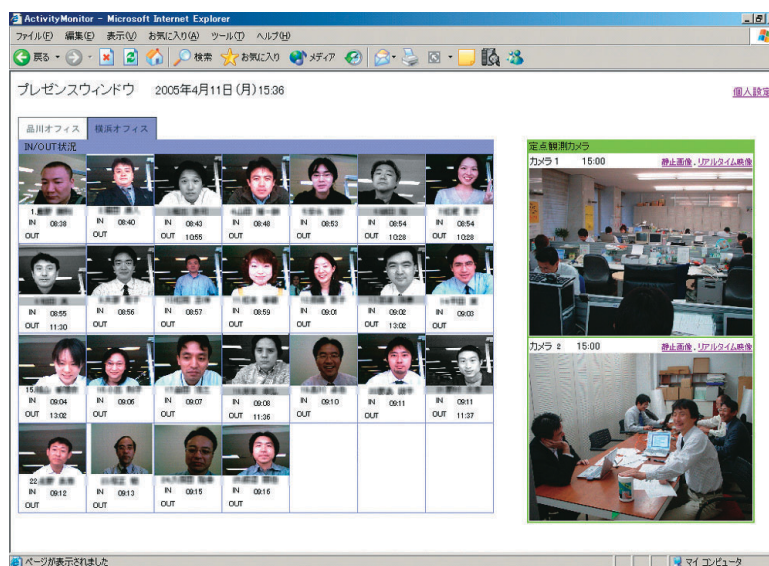 ActivityMonitor - Microsoft Internet Explorer
ファイル(F) 編集(E) 表示(V) お気に入り(A) ツール(T) ヘルプ(H)
戻る 検索 お気に入り メディア
プレゼンスウィンドウ 2005年4月11日(月)15:36
個人設定
品川オフィス 横浜オフィス
IN/OUT状況
1.
IN 08:38 IN 08:40 IN 08:43 IN 08:48 IN 08:53 IN 08:54 IN 08:54
OUT OUT OUT 10:55 OUT OUT OUT 10:28 OUT 10:28
IN 08:55 IN 08:56 IN 08:57 IN 08:59 IN 09:01 IN 09:02 IN 09:03
OUT 11:30 OUT OUT OUT OUT OUT 13:02 OUT
15.
IN 09:04 IN 09:06 IN 09:07 IN 09:08 IN 09:10 IN 09:11 IN 09:11
OUT 13:02 OUT OUT OUT 11:36 OUT OUT OUT 11:37
22.
IN 09:12 IN 09:13 IN 09:15 IN 09:16
OUT OUT OUT OUT
定点観測カメラ
カメラ 1 15:00 静止画像、リアルタイム映像
カメラ 2 15:00 静止画像、リアルタイム映像
ページが表示されました マイ コンピュータ